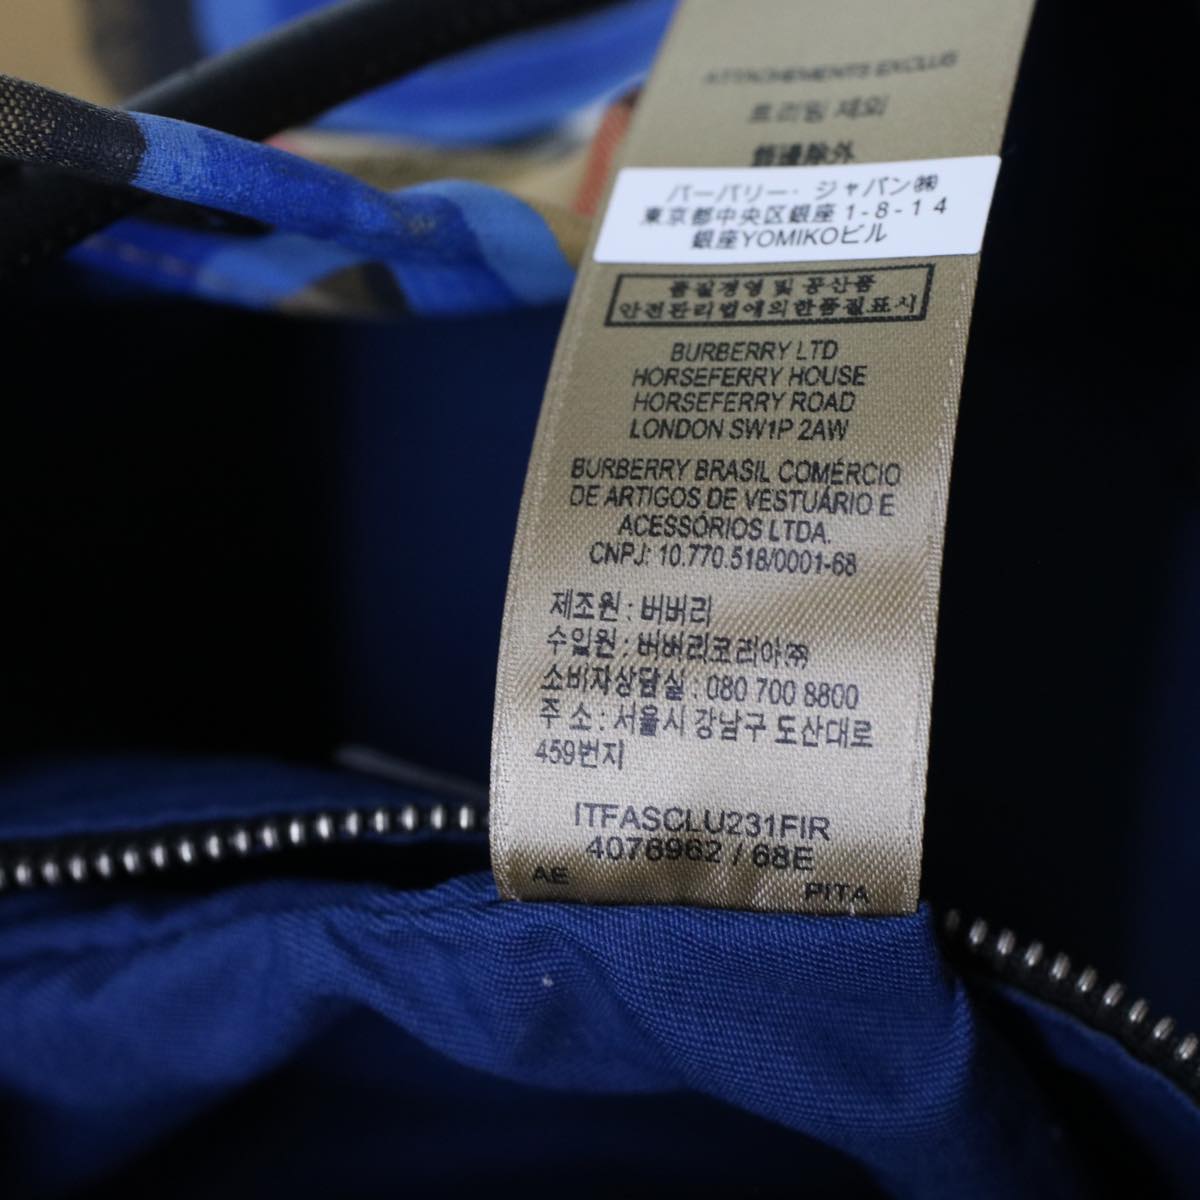 ATTACHEMENTS EXCLUS
트리밍 제외
鑲邊除外
バーバリー・ジャパン㈱
東京都中央区銀座1-8-14
銀座YOMIKOビル
품질경영 및 공산품
안전관리법에의한품질표시
BURBERRY LTD
HORSEFERRY HOUSE
HORSEFERRY ROAD
LONDON SW1P 2AW
BURBERRY BRASIL COMÉRCIO
DE ARTIGOS DE VESTUÁRIO E
ACESSÓRIOS LTDA.
CNPJ: 10.770.518/0001-68
제조원 : 버버리
수입원 : 버버리코리아㈜
소비자상담실 : 080 700 8800
주 소 : 서울시 강남구 도산대로
459번지
ITFASCLU231FIR
4076962 / 68E
AE PITA